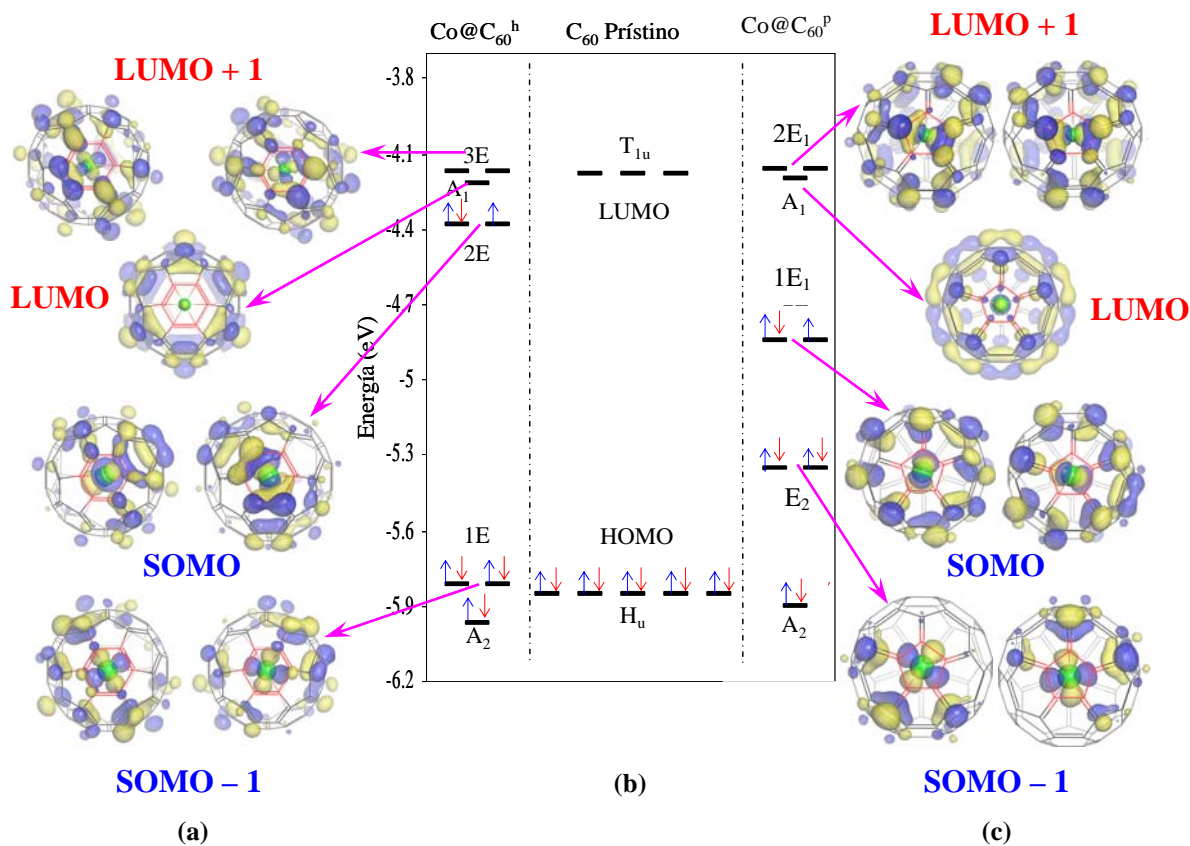 Co@C₆₀ʰ
C₆₀ Prístino
Co@C₆₀ᵖ
LUMO + 1
LUMO
SOMO
SOMO – 1
(a)
Energía (eV)
-3.8
-4.1
-4.4
-4.7
-5
-5.3
-5.6
-5.9
-6.2
3E
A₁
2E
1E
A₂
T₁ᵤ
LUMO
HOMO
Hᵤ
2E₁
A₁
1E₁
E₂
A₂
(b)
LUMO + 1
LUMO
SOMO
SOMO – 1
(c)